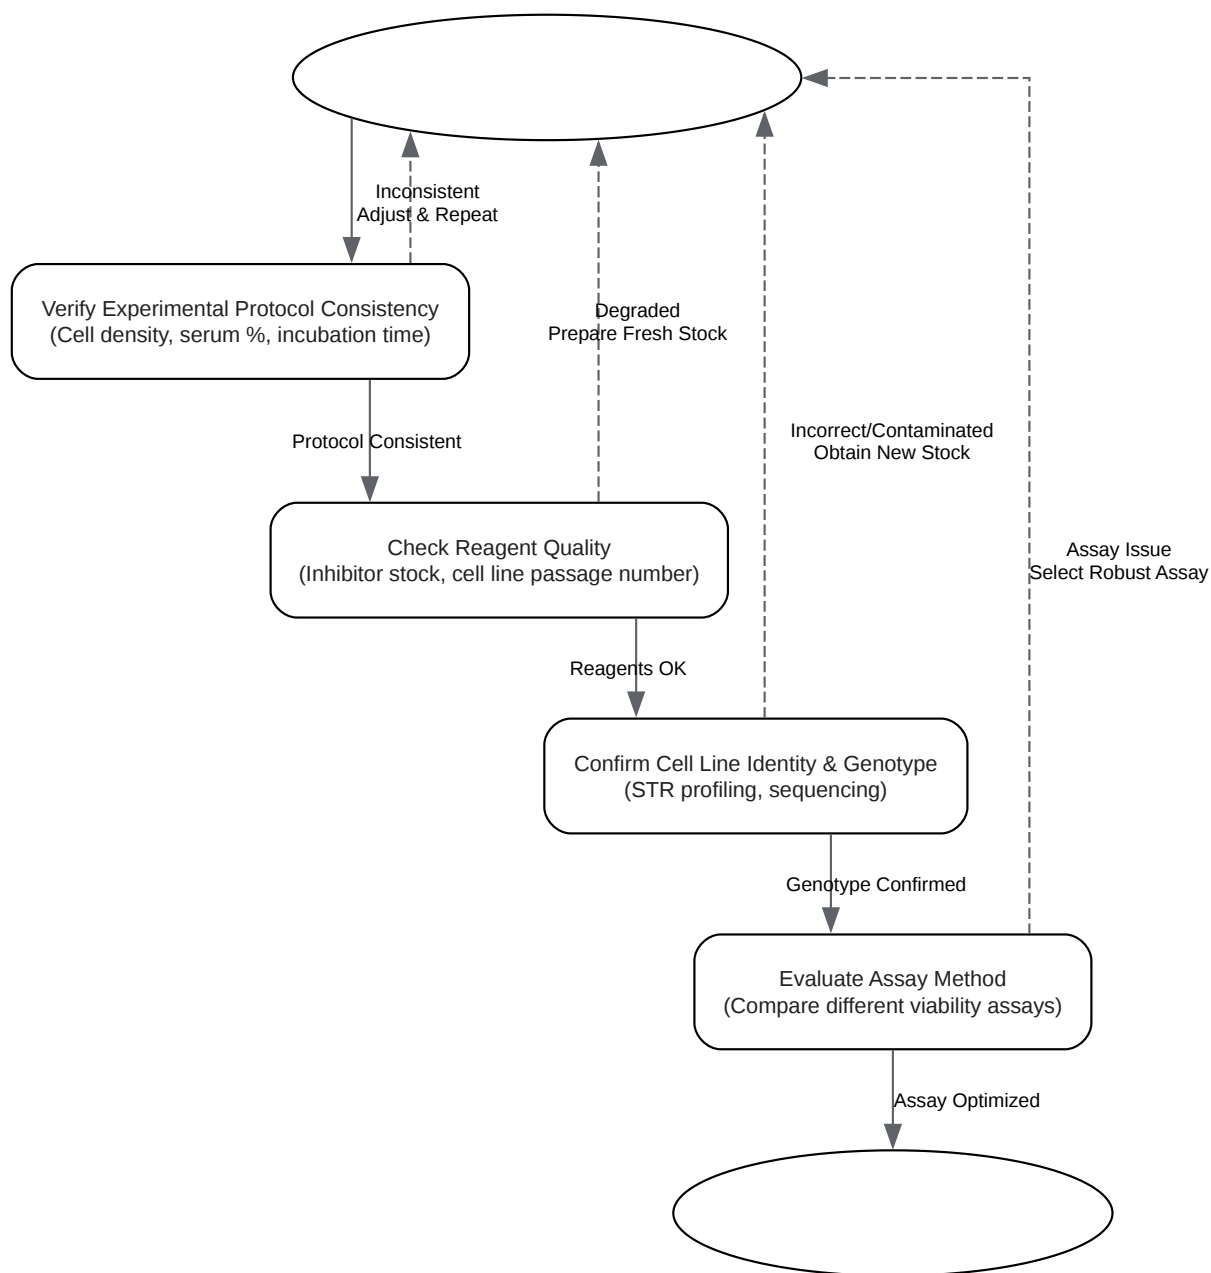 Inconsistent
Adjust & Repeat
Verify Experimental Protocol Consistency
(Cell density, serum %, incubation time)
Degraded
Prepare Fresh Stock
Protocol Consistent
Incorrect/Contaminated
Obtain New Stock
Check Reagent Quality
(Inhibitor stock, cell line passage number)
Assay Issue
Select Robust Assay
Reagents OK
Confirm Cell Line Identity & Genotype
(STR profiling, sequencing)
Genotype Confirmed
Evaluate Assay Method
(Compare different viability assays)
Assay Optimized